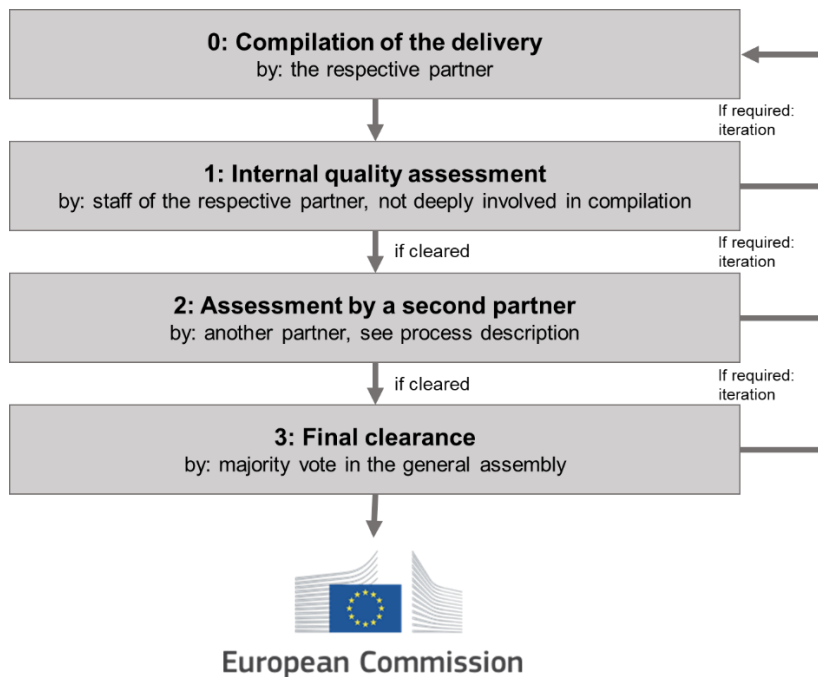 0: Compilation of the delivery
by: the respective partner
If required:
iteration
1: Internal quality assessment
by: staff of the respective partner, not deeply involved in compilation
if cleared
If required:
iteration
2: Assessment by a second partner
by: another partner, see process description
if cleared
If required:
iteration
3: Final clearance
by: majority vote in the general assembly
European Commission